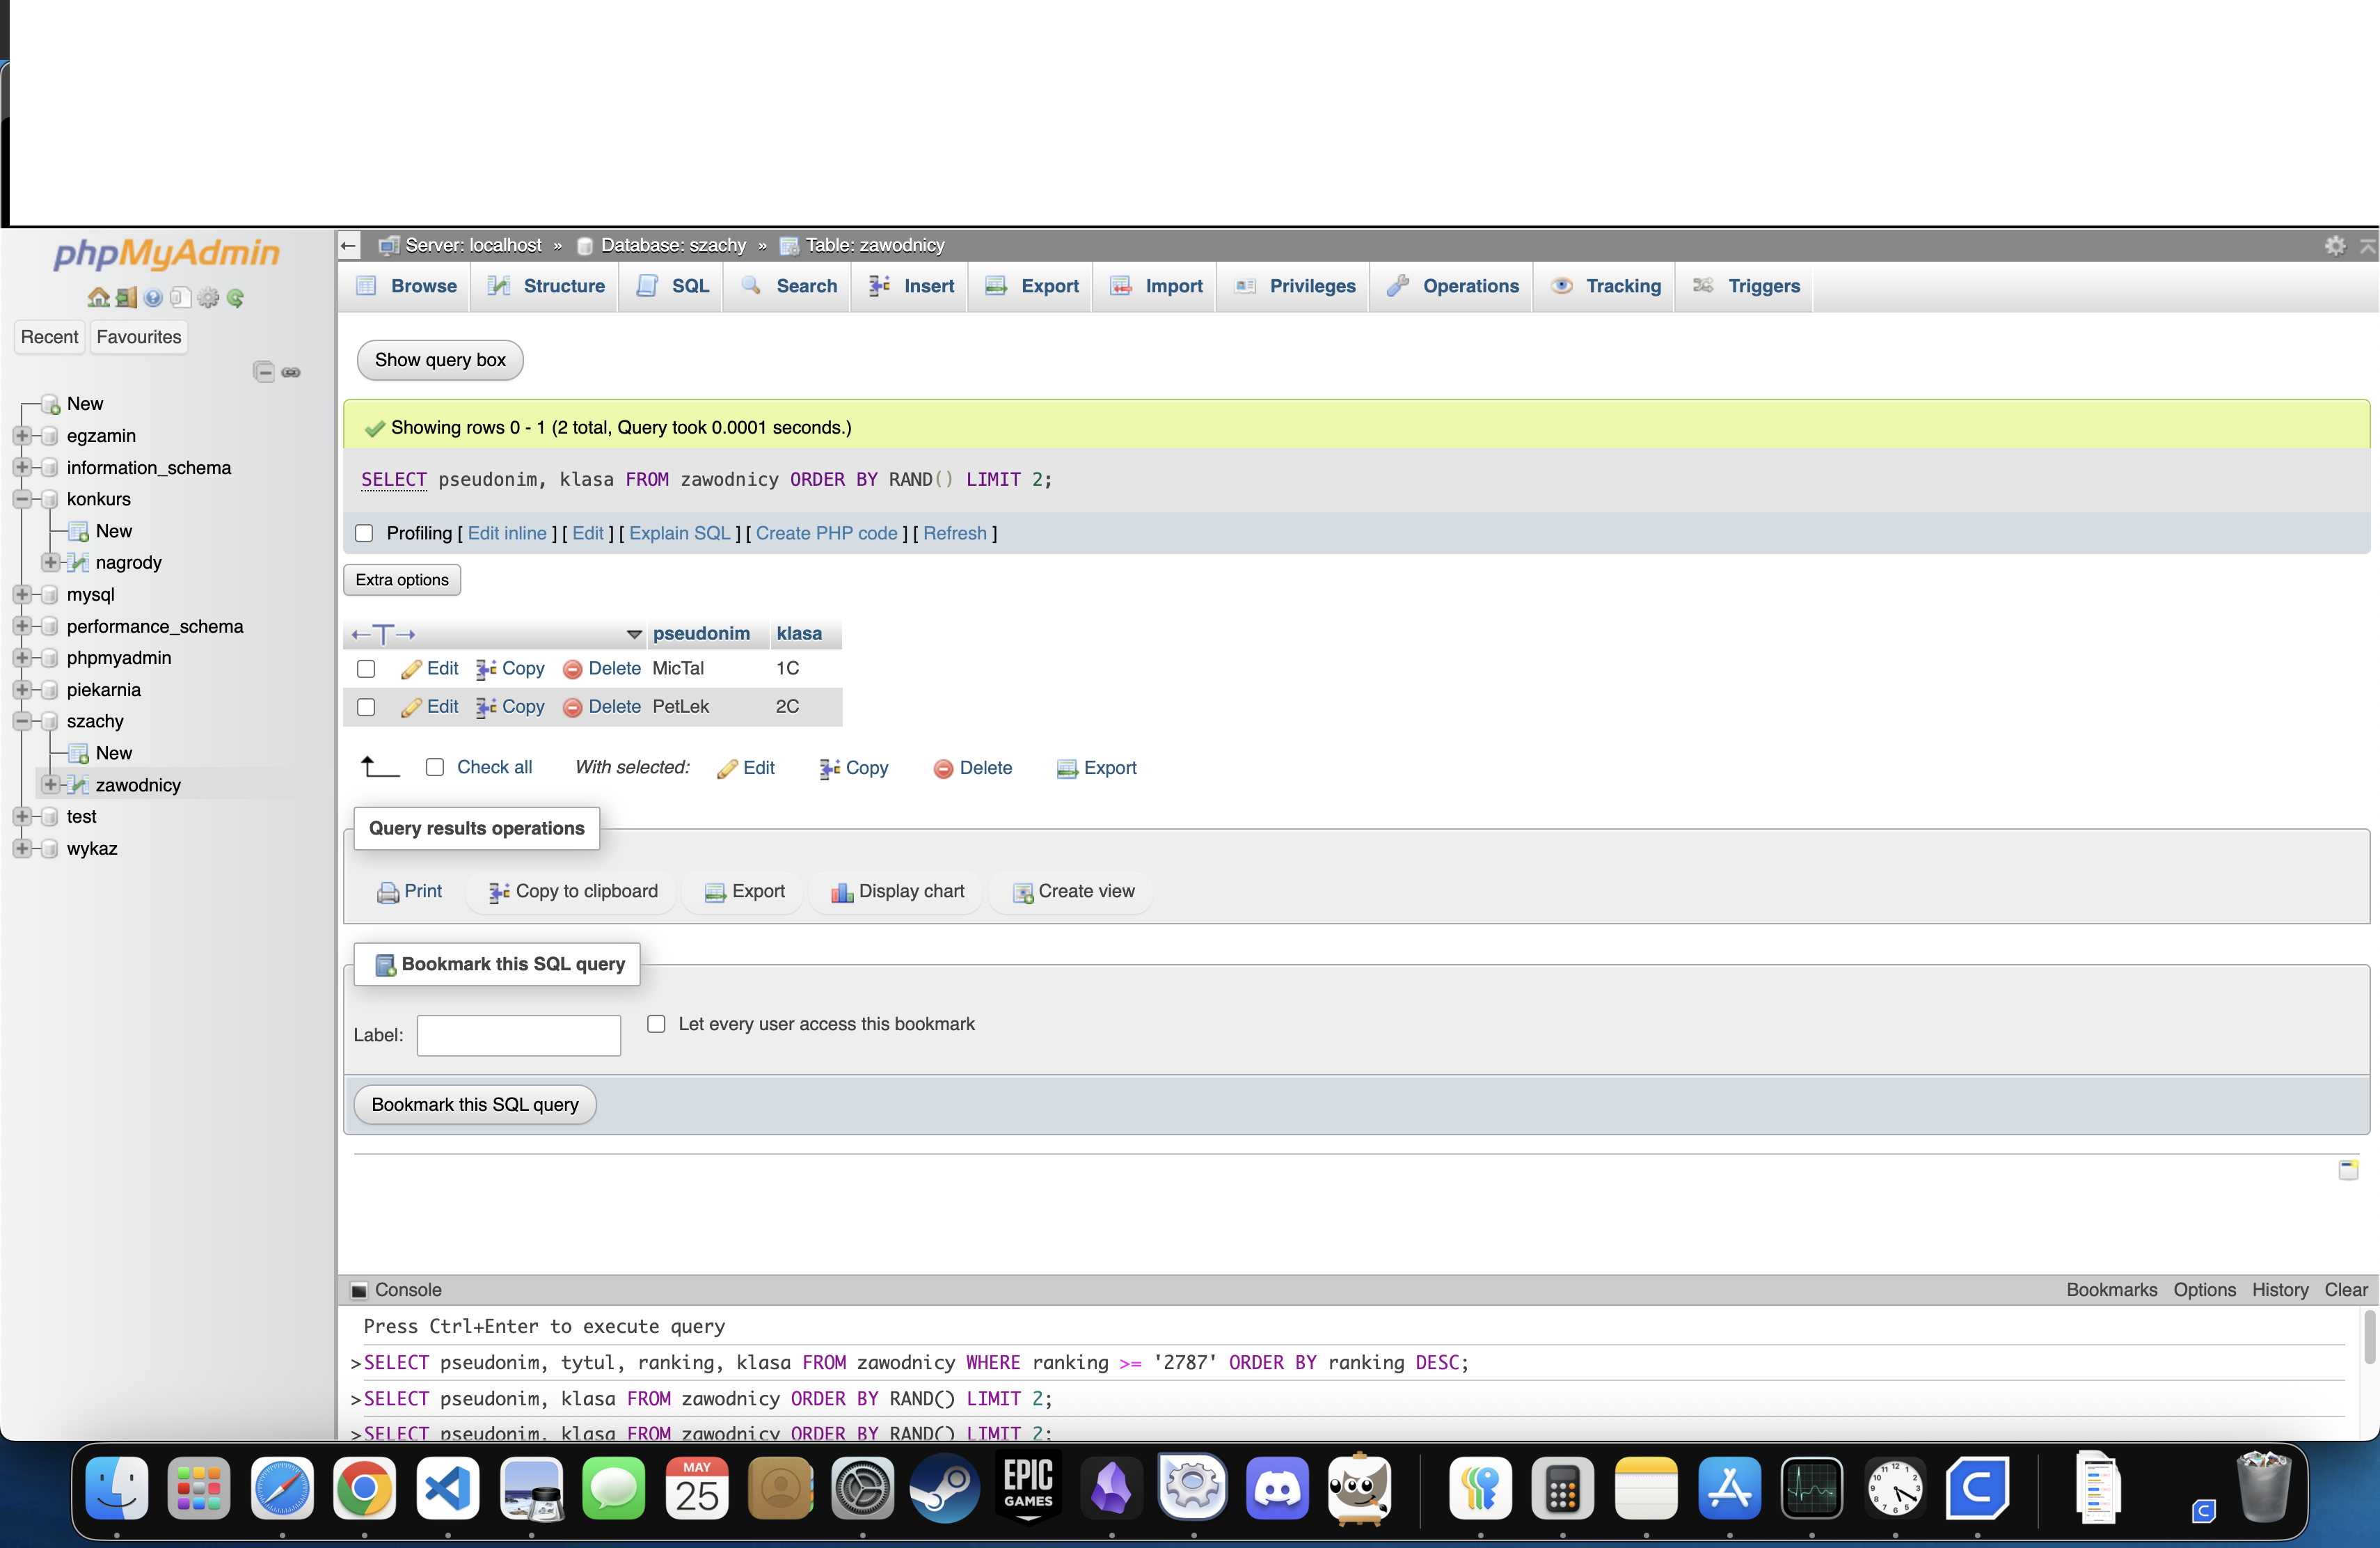 phpMyAdmin
Recent Favourites
New
egzamin
information_schema
konkurs
New
nagrody
mysql
performance_schema
phpmyadmin
piekarnia
szachy
New
zawodnicy
test
wykaz
Server: localhost » Database: szachy » Table: zawodnicy
Browse Structure SQL Search Insert Export Import Privileges Operations Tracking Triggers
Show query box
Showing rows 0 - 1 (2 total, Query took 0.0001 seconds.)
SELECT pseudonim, klasa FROM zawodnicy ORDER BY RAND() LIMIT 2;
Profiling [ Edit inline ] [ Edit ] [ Explain SQL ] [ Create PHP code ] [ Refresh ]
Extra options
pseudonim klasa
Edit Copy Delete MicTal 1C
Edit Copy Delete PetLek 2C
Check all With selected: Edit Copy Delete Export
Query results operations
Print Copy to clipboard Export Display chart Create view
Bookmark this SQL query
Label: Let every user access this bookmark
Bookmark this SQL query
Console Bookmarks Options History Clear
Press Ctrl+Enter to execute query
>SELECT pseudonim, tytul, ranking, klasa FROM zawodnicy WHERE ranking >= '2787' ORDER BY ranking DESC;
>SELECT pseudonim, klasa FROM zawodnicy ORDER BY RAND() LIMIT 2;
>SELECT pseudonim, klasa FROM zawodnicy ORDER BY RAND() LIMIT 2;
MAY
25
EPIC
GAMES